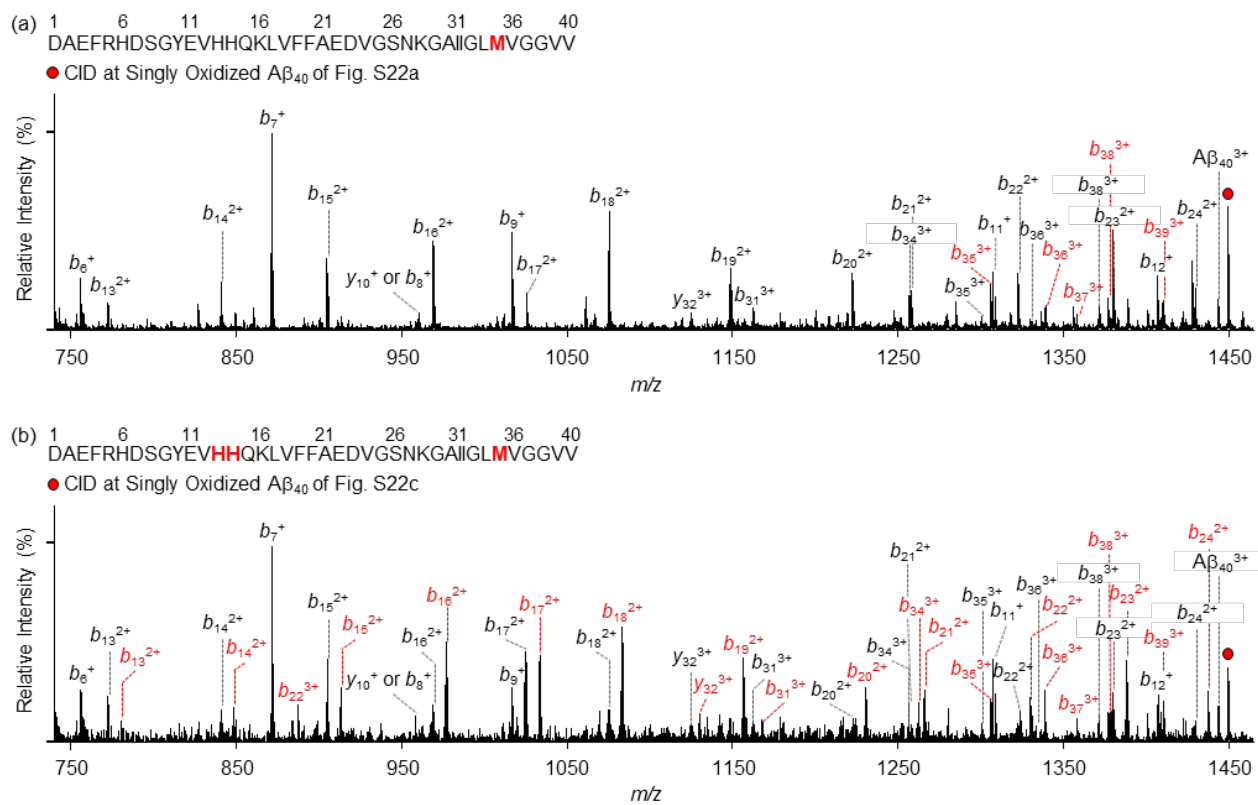 (a)
1 6 11 16 21 26 31 36 40
DAEFRHDSGYEVHHQKLVFFAEDVGSNKGAIIGLMVGGVV
CID at Singly Oxidized Aβ40 of Fig. S22a
Relative Intensity (%)
b6+ b13 2+ b14 2+ b7+ b15 2+ y10+ or b8+ b16 2+ b9+ b17 2+ b18 2+ y32 3+ b19 2+ b31 3+ b20 2+ b21 2+ b34 3+ b35 3+ b35 3+ b11+ b22 2+ b36 3+ b36 3+ b37 3+ b38 3+ b38 3+ b23 2+ b39 3+ b12+ b24 2+ Aβ40 3+
750 850 950 1050 1150 1250 1350 1450
m/z
(b)
1 6 11 16 21 26 31 36 40
DAEFRHDSGYEVHHQKLVFFAEDVGSNKGAIIGLMVGGVV
CID at Singly Oxidized Aβ40 of Fig. S22c
Relative Intensity (%)
b6+ b13 2+ b13 2+ b14 2+ b14 2+ b7+ b22 3+ b15 2+ b15 2+ y10+ or b8+ b16 2+ b16 2+ b9+ b17 2+ b17 2+ b18 2+ b18 2+ y32 3+ y32 3+ b19 2+ b31 3+ b31 3+ b20 2+ b20 2+ b34 3+ b21 2+ b34 3+ b21 2+ b35 3+ b35 3+ b11+ b22 2+ b36 3+ b22 2+ b36 3+ b37 3+ b38 3+ b38 3+ b23 2+ b23 2+ b39 3+ b12+ b24 2+ b24 2+ Aβ40 3+
750 850 950 1050 1150 1250 1350 1450
m/z